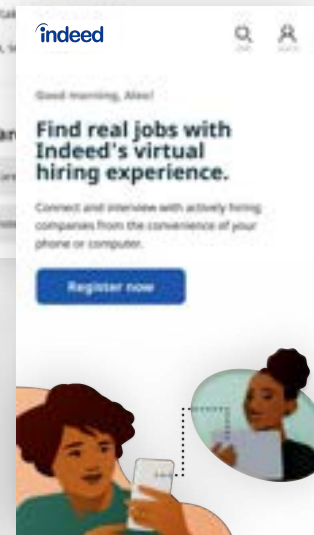 indeed
Good morning, Alex!
Find real jobs with
Indeed's virtual
hiring experience.
Connect and interview with actively hiring
companies from the convenience of your
phone or computer.
Register now